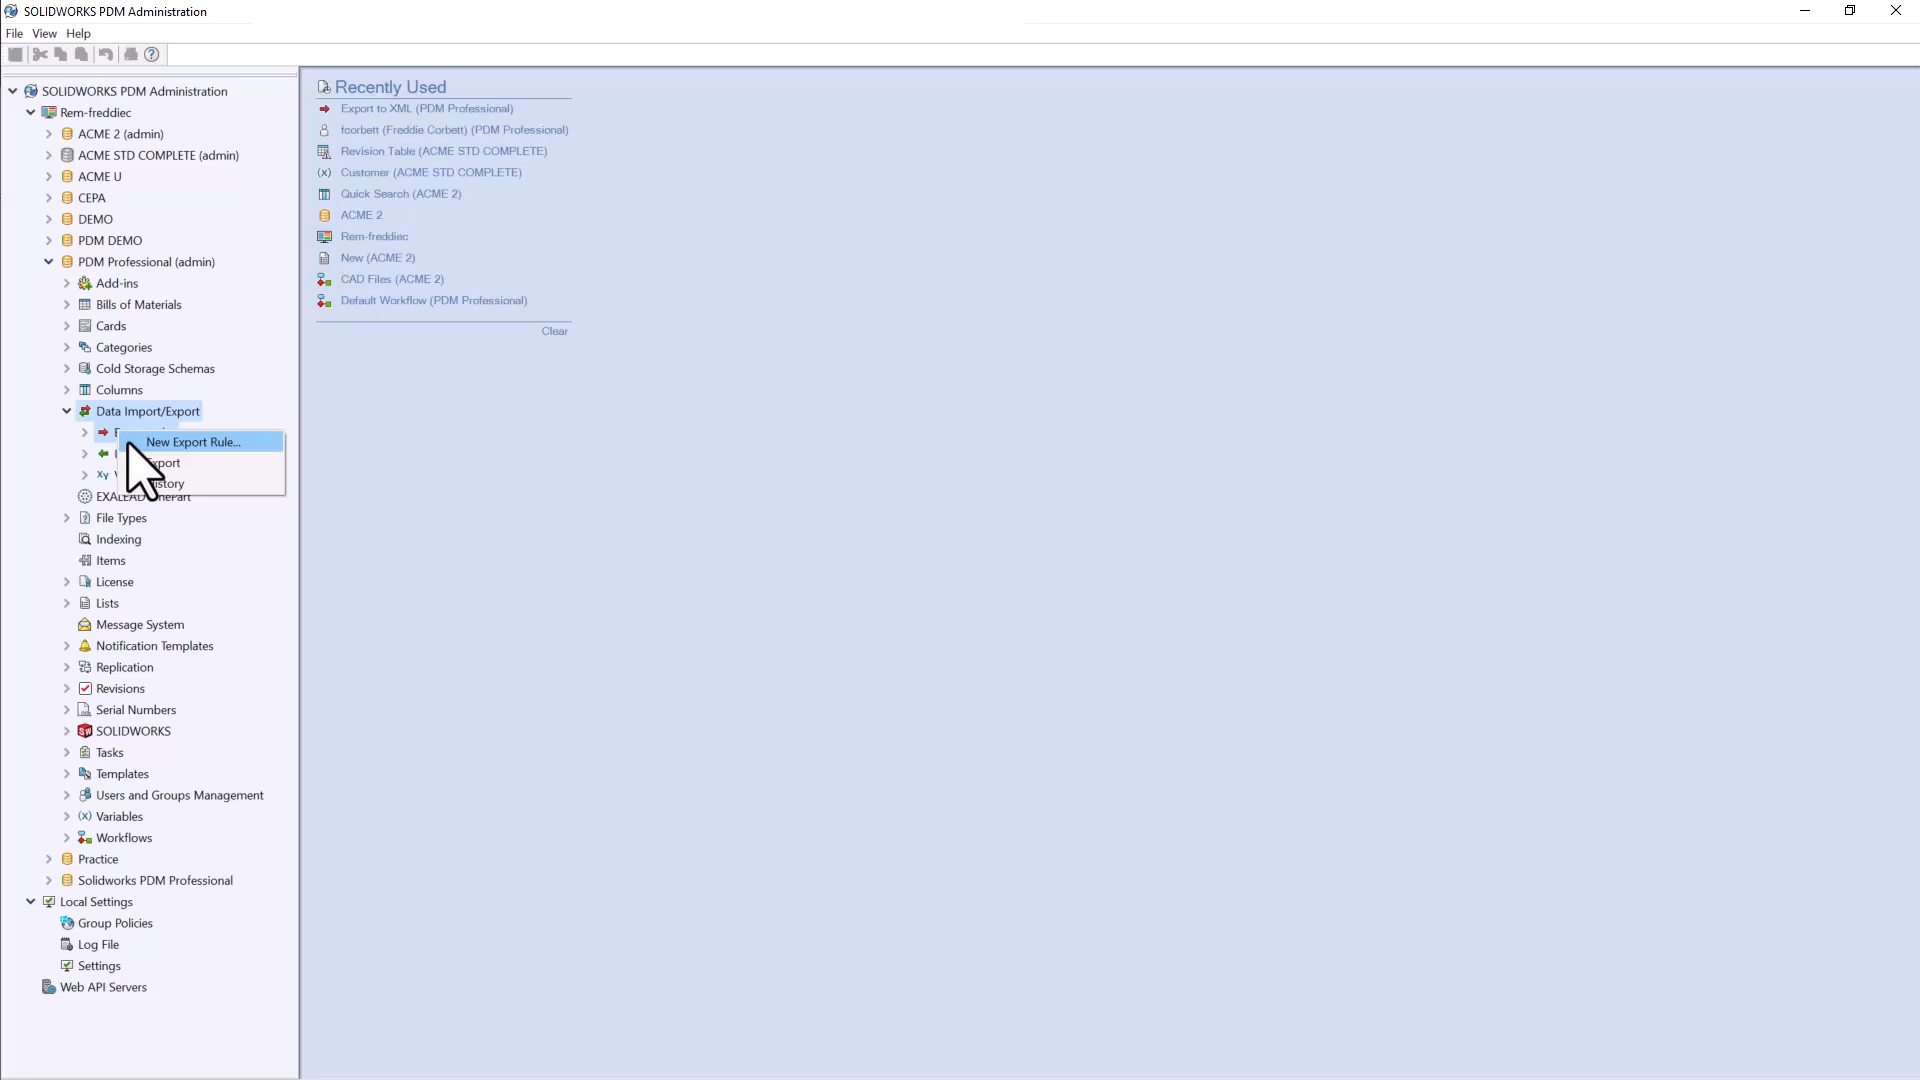 SOLIDWORKS PDM Administration
File View Help
SOLIDWORKS PDM Administration
Rem-freddiec
ACME 2 (admin)
ACME STD COMPLETE (admin)
ACME U
CEPA
DEMO
PDM DEMO
PDM Professional (admin)
Add-ins
Bills of Materials
Cards
Categories
Cold Storage Schemas
Columns
Data Import/Export
New Export Rule...
File Types
Indexing
Items
License
Lists
Message System
Notification Templates
Replication
Revisions
Serial Numbers
SOLIDWORKS
Tasks
Templates
Users and Groups Management
Variables
Workflows
Practice
Solidworks PDM Professional
Local Settings
Group Policies
Log File
Settings
Web API Servers
Recently Used
Export to XML (PDM Professional)
fcorbett (Freddie Corbett) (PDM Professional)
Revision Table (ACME STD COMPLETE)
Customer (ACME STD COMPLETE)
Quick Search (ACME 2)
ACME 2
Rem-freddiec
New (ACME 2)
CAD Files (ACME 2)
Default Workflow (PDM Professional)
Clear